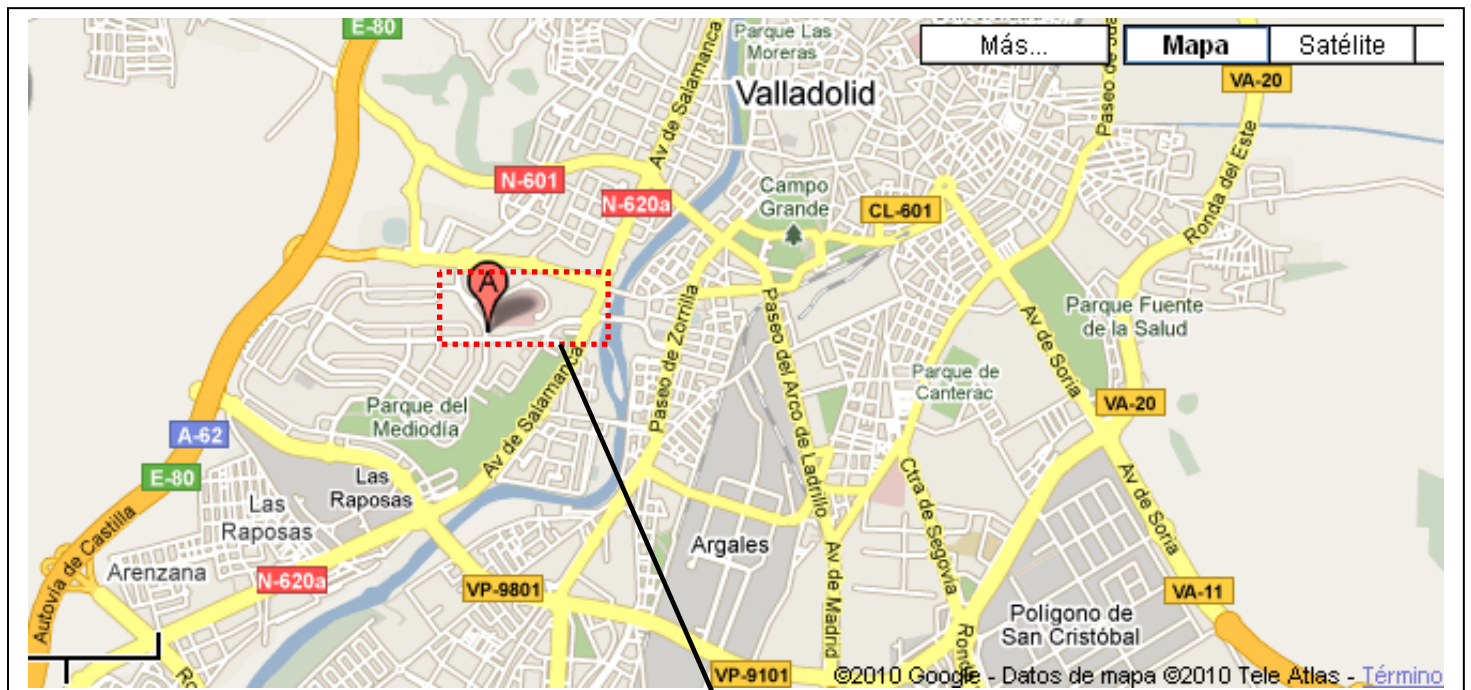 E-80
Parque Las
Moreras
Más...
Mapa
Satélite
VA-20
Valladolid
Av de Salamanca
Paseo de
Ronda del Este
N-601
N-620a
Campo
Grande
CL-601
A
Paseo de Zorrilla
Paseo del Arco de Ladrillo
Parque Fuente
de la Salud
Av de Soria
Parque de
Canterac
VA-20
Parque del
Mediodía
Av de Salamanca
A-62
E-80
Las
Raposas
Las
Raposas
Ctra de Segovia
Av de Soria
Argales
Autovia de Castilla
Arenzana
N-620a
VP-9801
Av de Madrid
VA-11
Poligono de
San Cristóbal
VP-9101
©2010 Google - Datos de mapa ©2010 Tele Atlas - Término